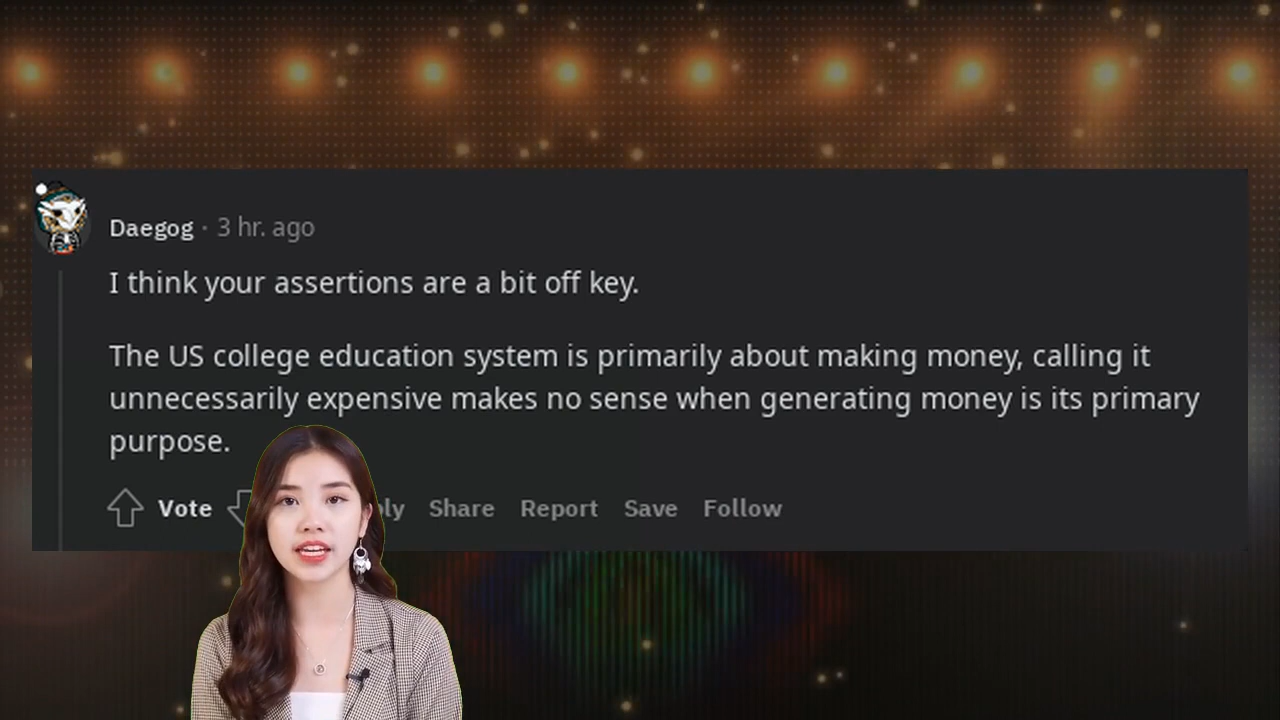 Daegog · 3 hr. ago
I think your assertions are a bit off key.
The US college education system is primarily about making money, calling it
unnecessarily expensive makes no sense when generating money is its primary
purpose.
Vote Share Report Save Follow